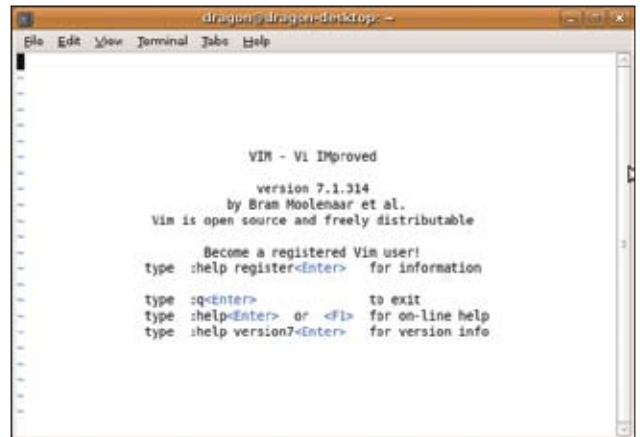 dragon@dragon-desktop: ~
File Edit View Terminal Tabs Help
~
~
~
~
~
VIM - Vi IMproved
~
version 7.1.314
by Bram Moolenaar et al.
Vim is open source and freely distributable
~
Become a registered Vim user!
type :help register<Enter> for information
~
type :q<Enter> to exit
type :help<Enter> or <F1> for on-line help
type :help version7<Enter> for version info
~
~
~
~
~